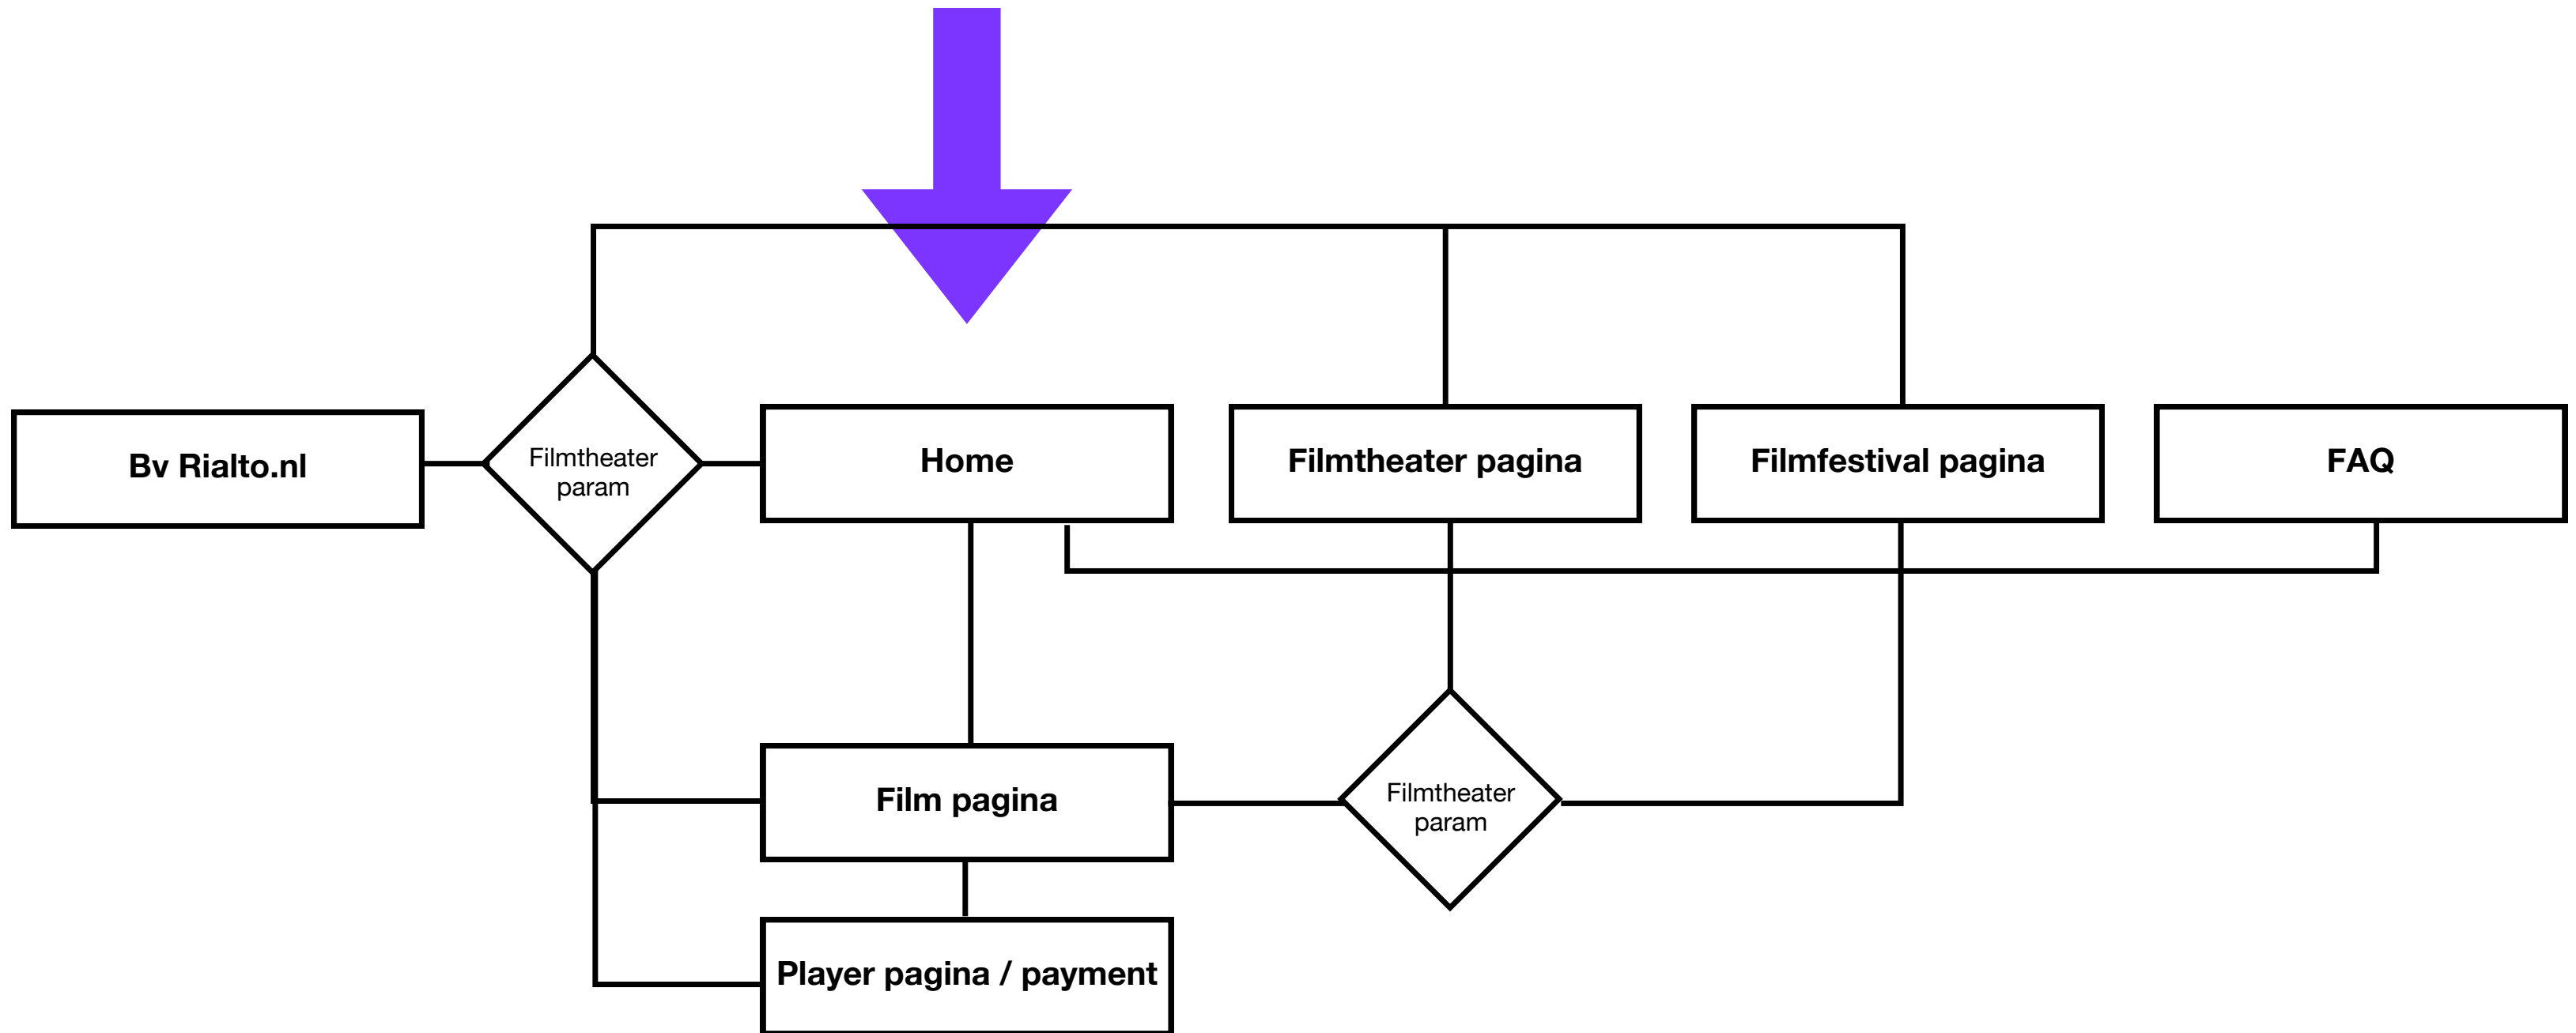 Bv Rialto.nl
Filmtheater
param
Home
Filmtheater pagina
Filmfestival pagina
FAQ
Film pagina
Filmtheater
param
Player pagina / payment